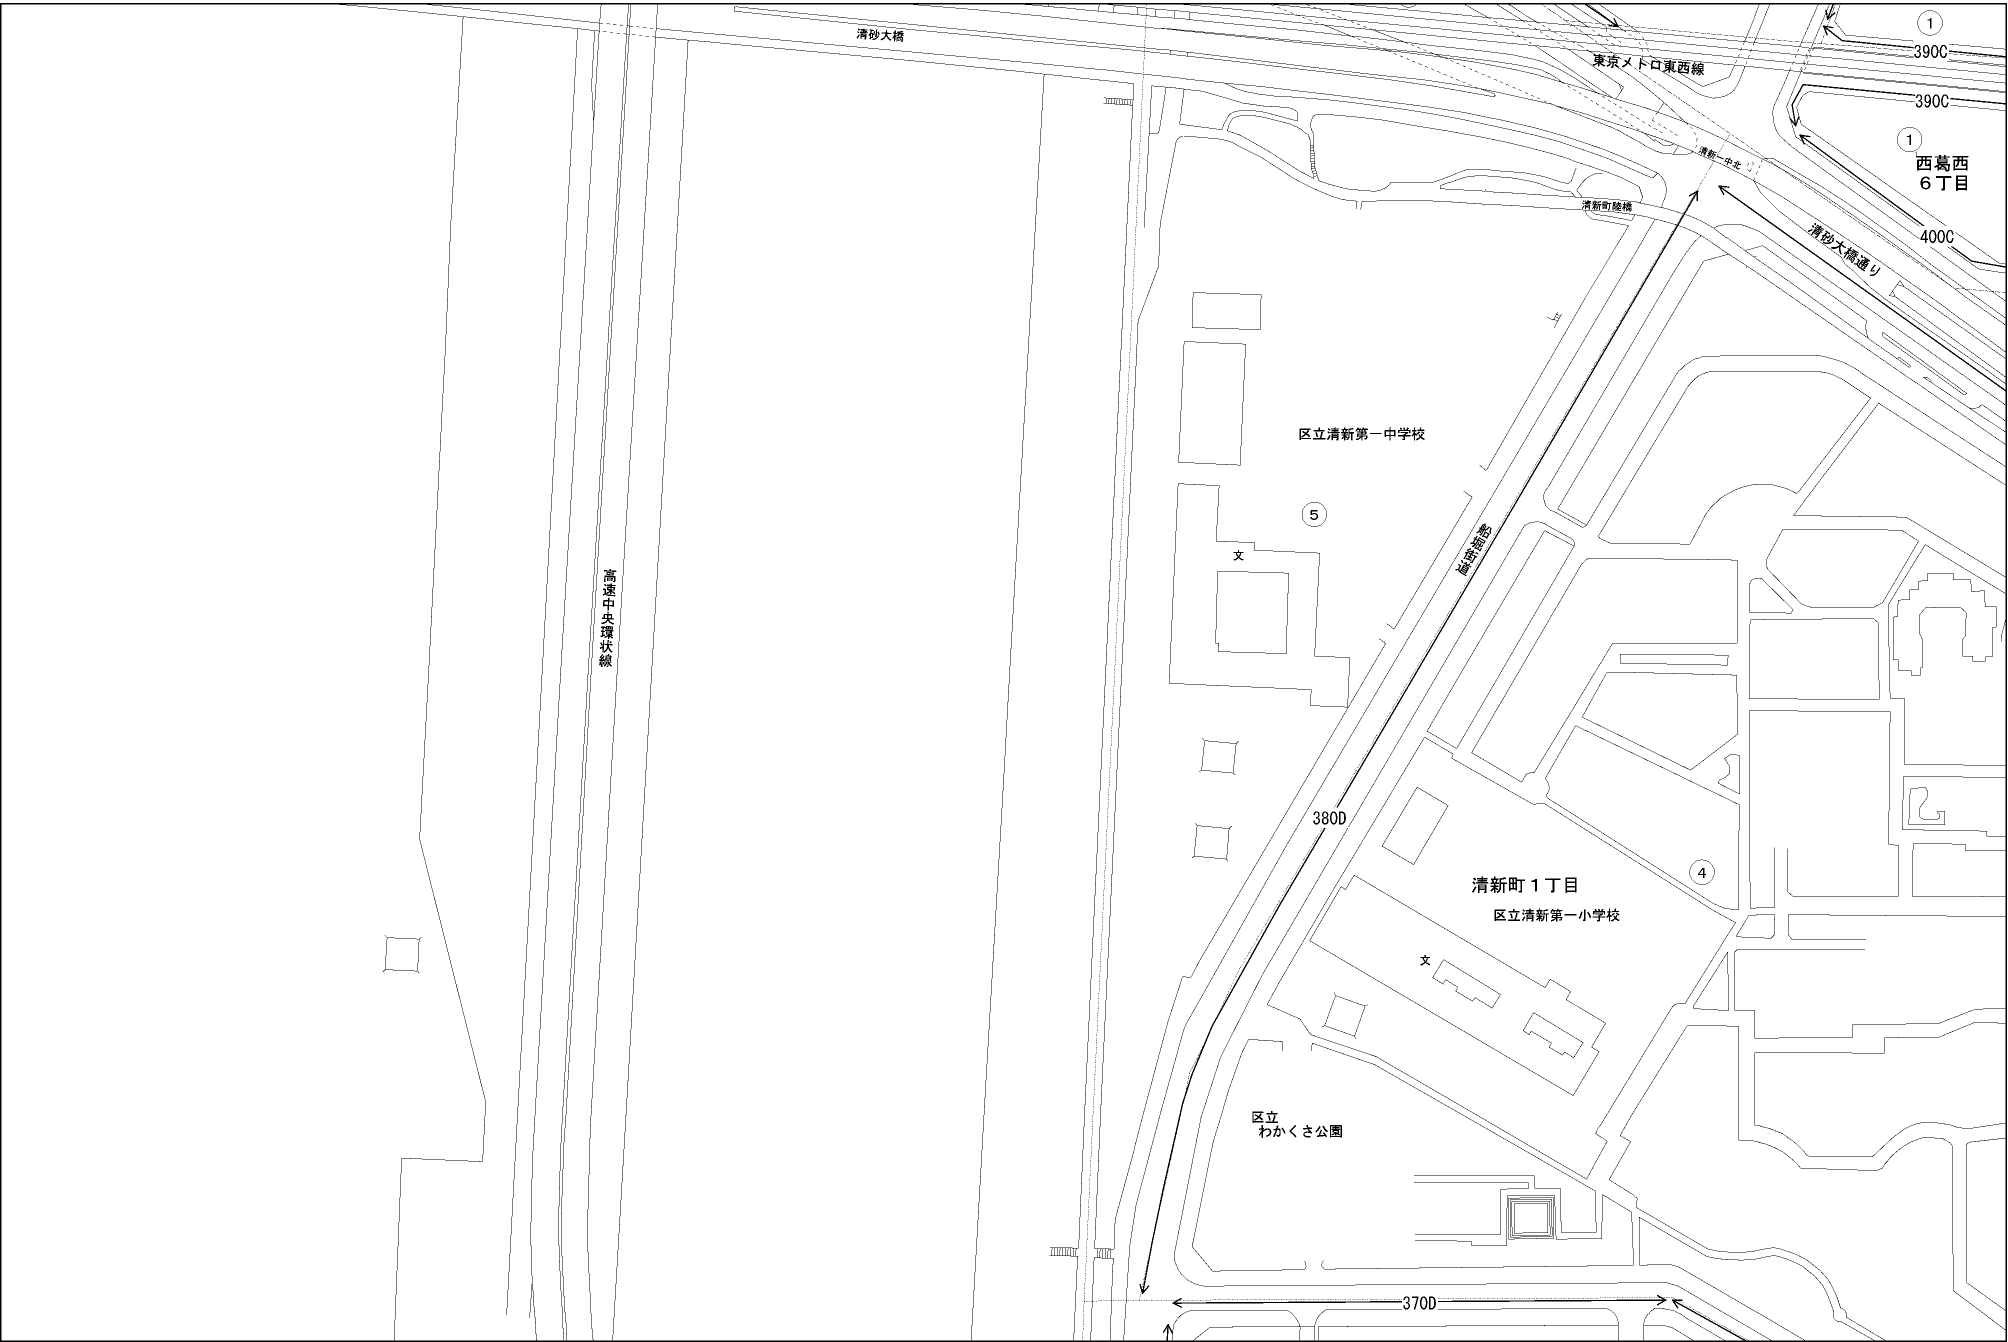 清砂大橋
東京メトロ東西線
①
390C
390C
①
西葛西
6丁目
清新一中北
清新町陸橋
400C
清砂大橋通り
区立清新第一中学校
⑤
文
船堀街道
高速中央環状線
380D
清新町1丁目
④
区立清新第一小学校
文
区立
わかくさ公園
370D